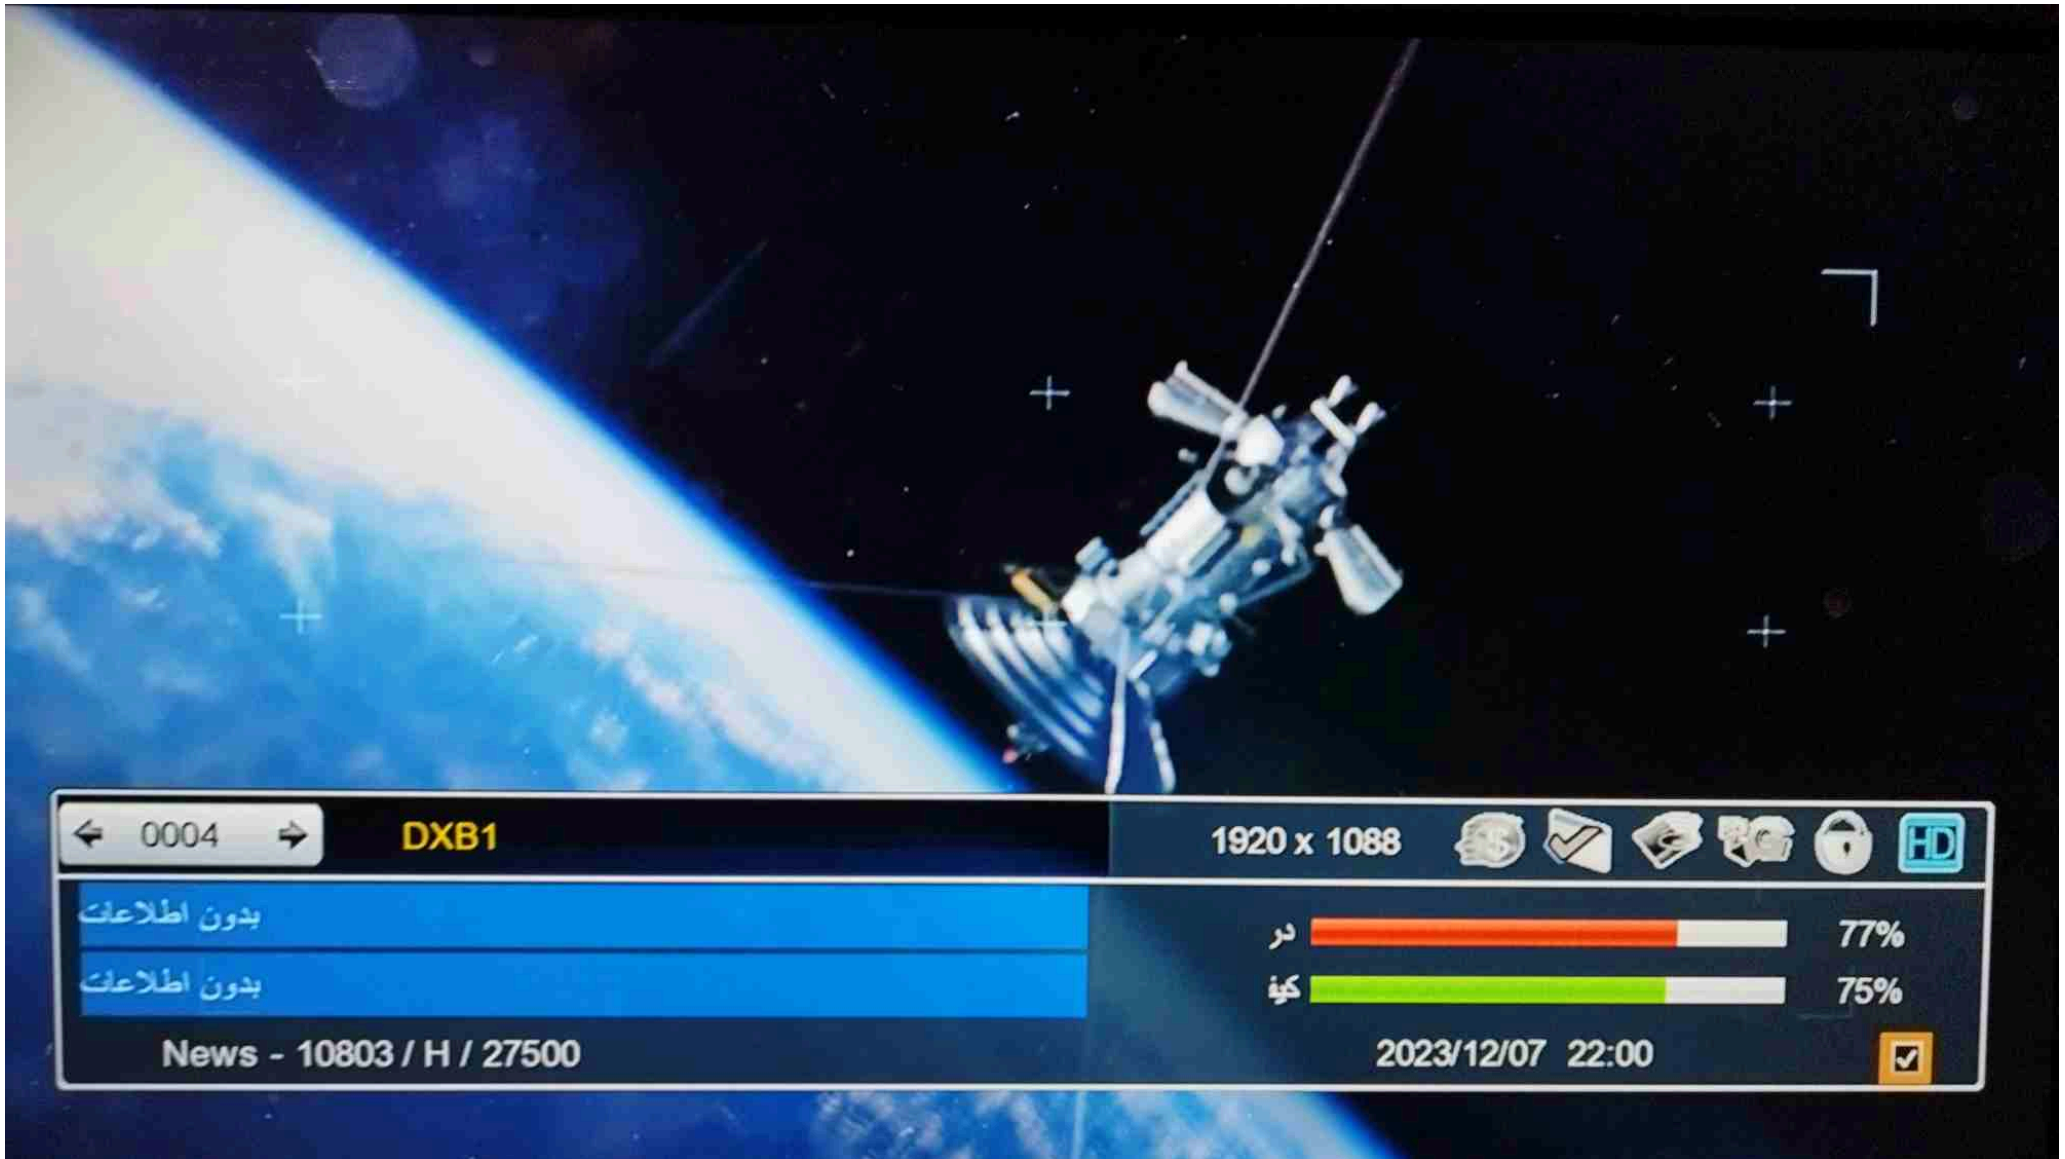 0004 DXB1 1920 x 1088 HD
بدون اطلاعات
در 77%
بدون اطلاعات
کیف 75%
News - 10803 / H / 27500 2023/12/07 22:00